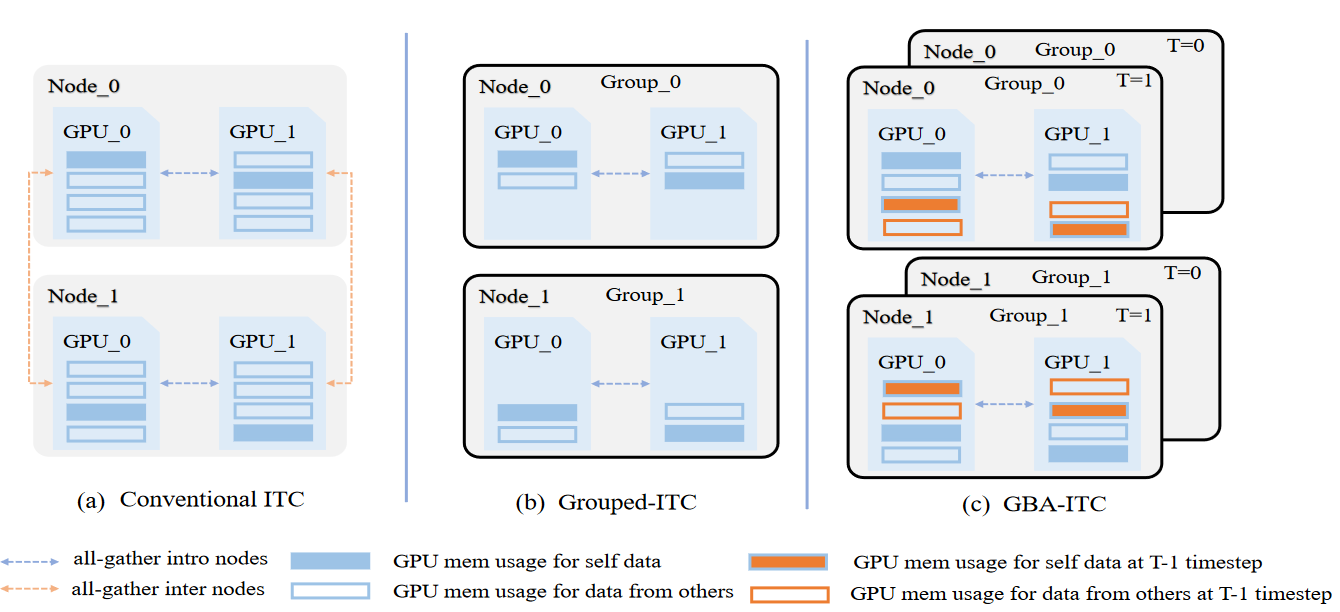 Node_0
GPU_0
GPU_1
Node_1
GPU_0
GPU_1
(a) Conventional ITC
Node_0
Group_0
GPU_0
GPU_1
Node_1
Group_1
GPU_0
GPU_1
(b) Grouped-ITC
Node_0
Group_0
T=0
Node_0
Group_0
T=1
GPU_0
GPU_1
Node_1
Group_1
T=0
Node_1
Group_1
T=1
GPU_0
GPU_1
(c) GBA-ITC
all-gather intro nodes
all-gather inter nodes
GPU mem usage for self data
GPU mem usage for data from others
GPU mem usage for self data at T-1 timestep
GPU mem usage for data from others at T-1 timestep